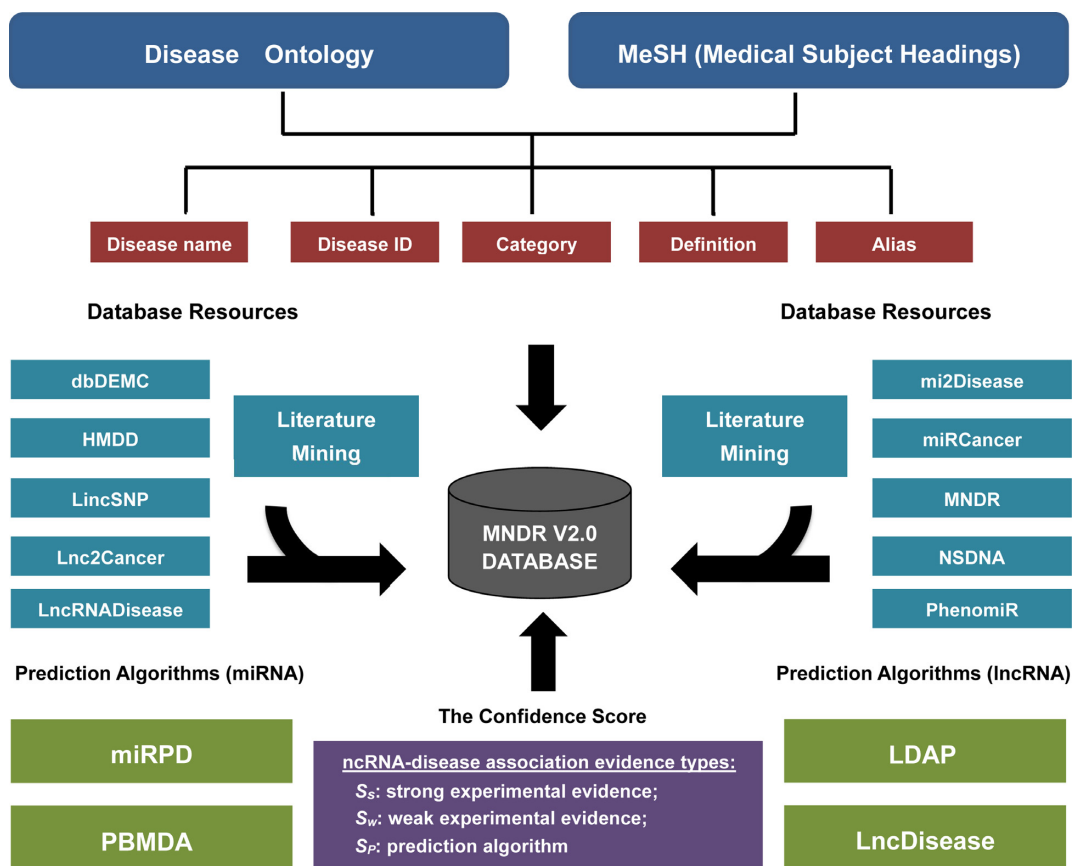 Disease Ontology
MeSH (Medical Subject Headings)
Disease name
Disease ID
Category
Definition
Alias
Database Resources
Database Resources
dbDEMC
HMDD
LincSNP
Lnc2Cancer
LncRNADisease
Literature
Mining
Literature
Mining
mi2Disease
miRCancer
MNDR
NSDNA
PhenomiR
MNDR V2.0
DATABASE
Prediction Algorithms (miRNA)
miRPD
PBMDA
The Confidence Score
ncRNA-disease association evidence types:
Ss: strong experimental evidence;
Sw: weak experimental evidence;
SP: prediction algorithm
Prediction Algorithms (lncRNA)
LDAP
LncDisease